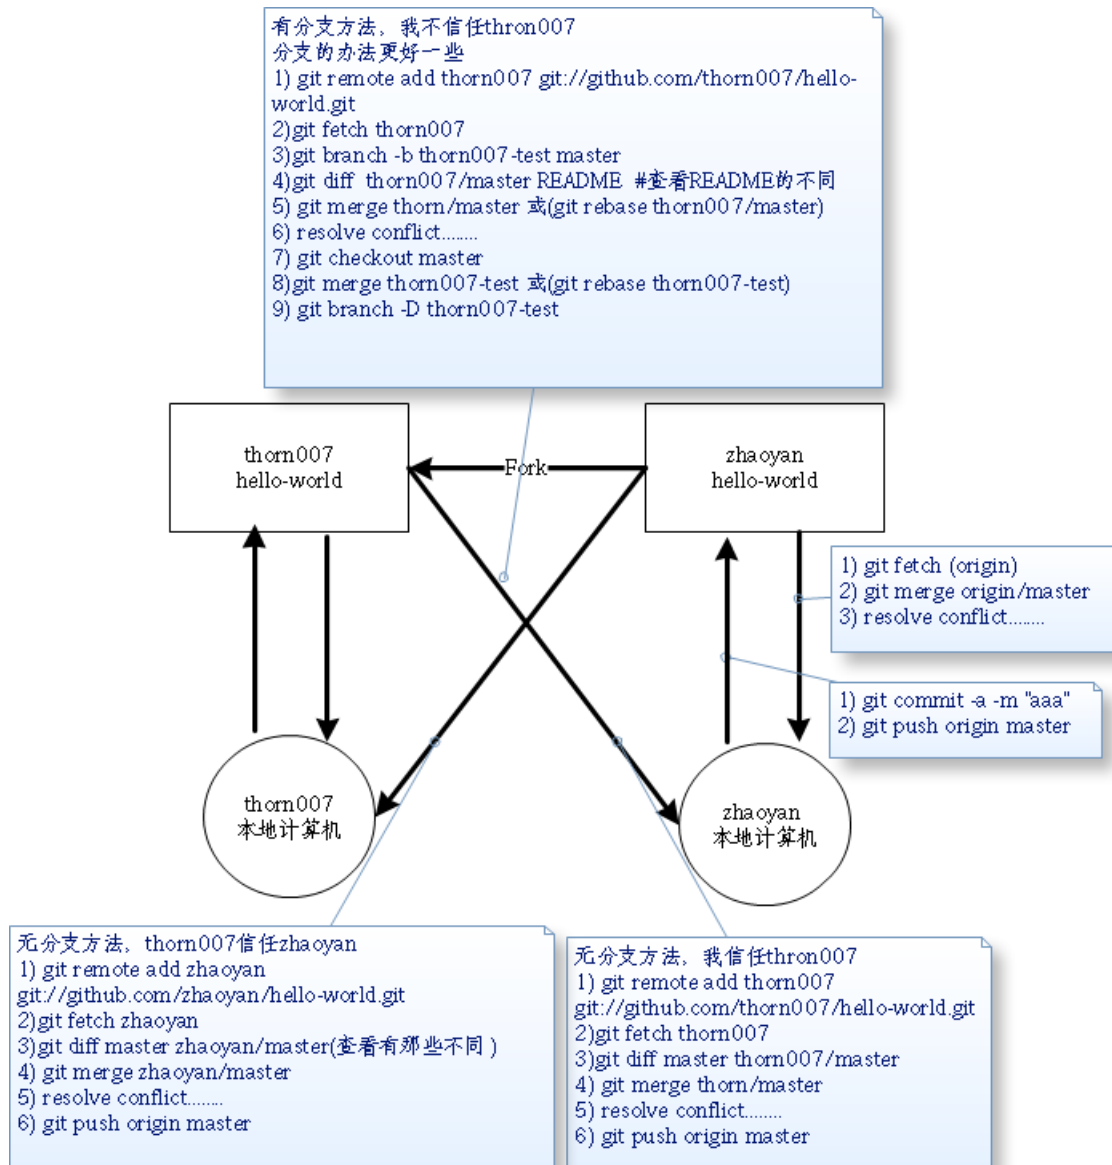 有分支方法，我不信任thron007
分支的办法更好一些
1) git remote add thorn007 git://github.com/thorn007/hello-
world.git
2)git fetch thorn007
3)git branch -b thorn007-test master
4)git diff  thorn007/master README  #查看README的不同
5) git merge thorn/master 或(git rebase thorn007/master)
6) resolve conflict........
7) git checkout master
8)git merge thorn007-test 或(git rebase thorn007-test)
9) git branch -D thorn007-test
thorn007
hello-world
Fork
zhaoyan
hello-world
1) git fetch (origin)
2) git merge origin/master
3) resolve conflict........
1) git commit -a -m "aaa"
2) git push origin master
thorn007
本地计算机
zhaoyan
本地计算机
无分支方法，thorn007信任zhaoyan
1) git remote add zhaoyan
git://github.com/zhaoyan/hello-world.git
2)git fetch zhaoyan
3)git diff master zhaoyan/master(查看有那些不同)
4) git merge zhaoyan/master
5) resolve conflict........
6) git push origin master
无分支方法，我信任thron007
1) git remote add thorn007
git://github.com/thorn007/hello-world.git
2)git fetch thorn007
3)git diff master thorn007/master
4) git merge thorn/master
5) resolve conflict........
6) git push origin master